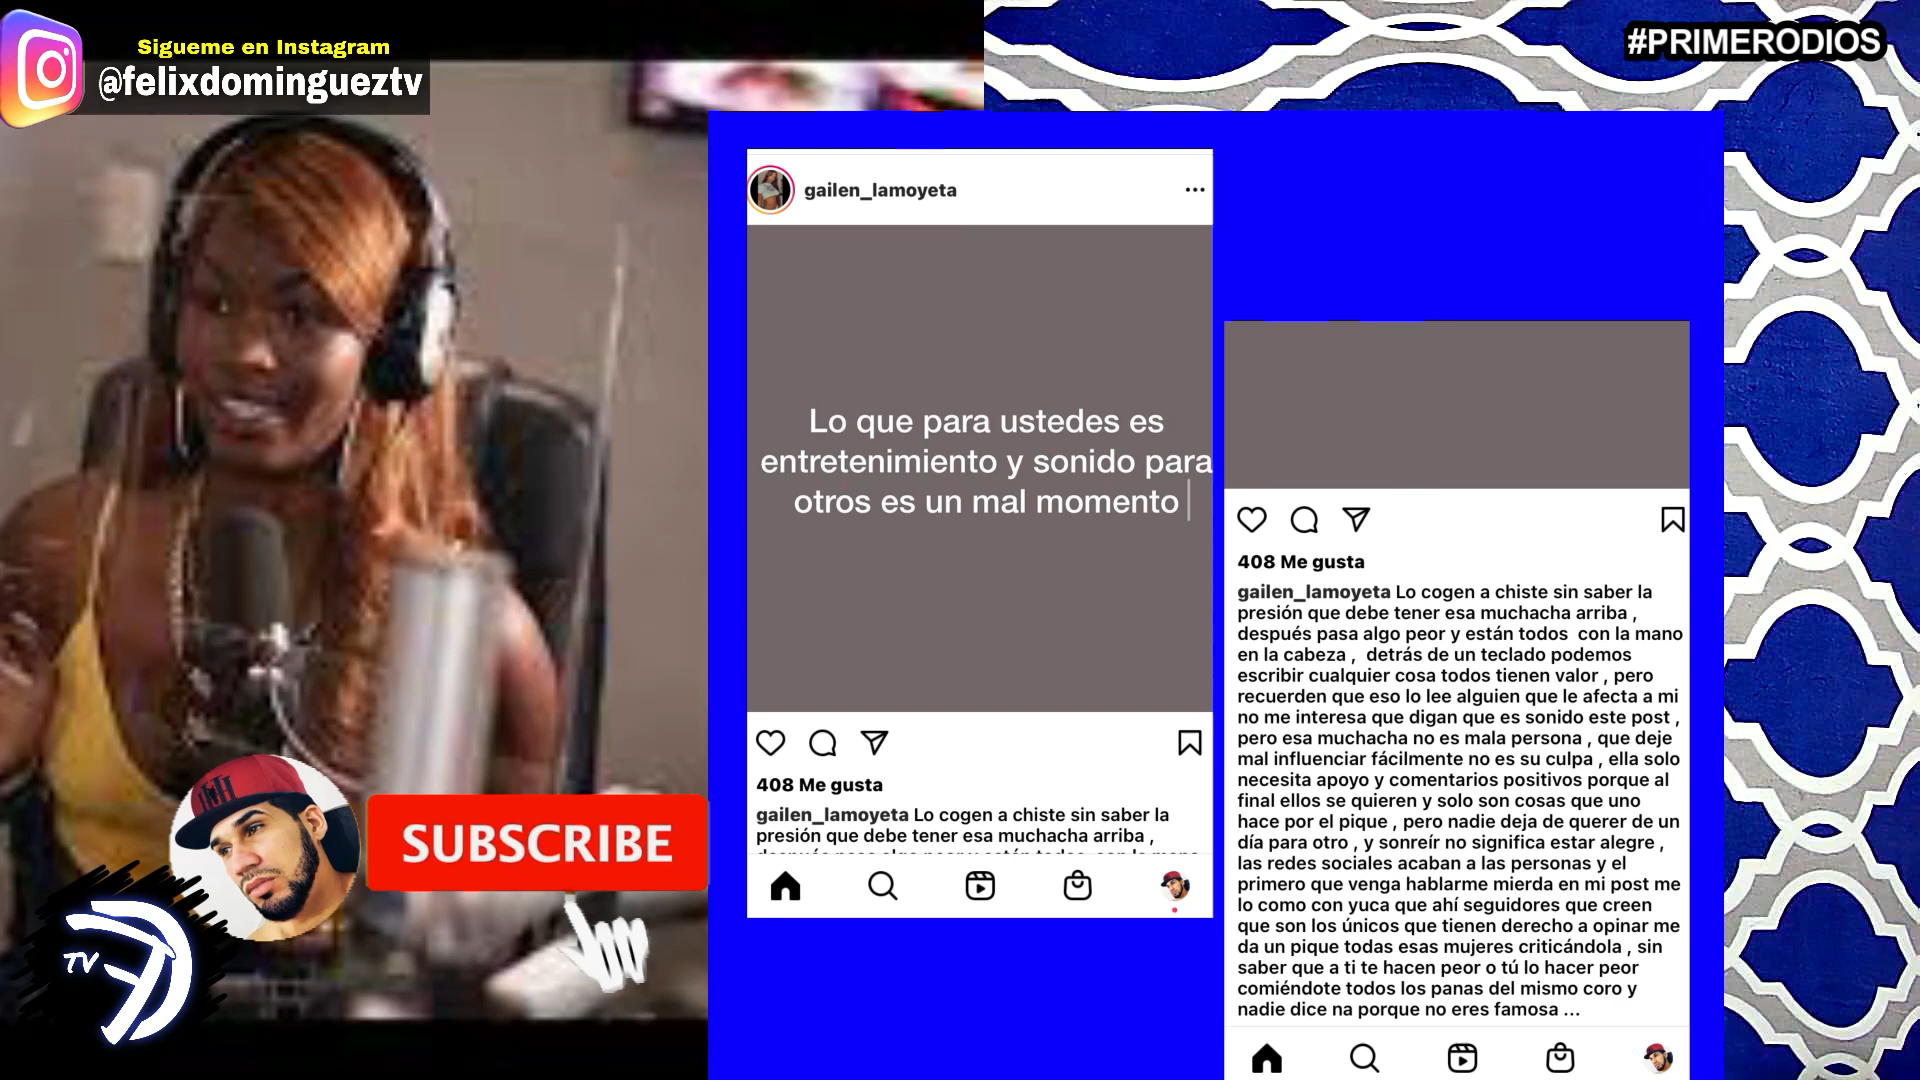 Sigueme en Instagram
@felixdomingueztv
#PRIMERODIOS
gailen_lamoyeta
Lo que para ustedes es
entretenimiento y sonido para
otros es un mal momento
408 Me gusta
gailen_lamoyeta Lo cogen a chiste sin saber la
presión que debe tener esa muchacha arriba ,
408 Me gusta
gailen_lamoyeta Lo cogen a chiste sin saber la
presión que debe tener esa muchacha arriba ,
después pasa algo peor y están todos con la mano
en la cabeza , detrás de un teclado podemos
escribir cualquier cosa todos tienen valor , pero
recuerden que eso lo lee alguien que le afecta a mi
no me interesa que digan que es sonido este post ,
pero esa muchacha no es mala persona , que deje
mal influenciar fácilmente no es su culpa , ella solo
necesita apoyo y comentarios positivos porque al
final ellos se quieren y solo son cosas que uno
hace por el pique , pero nadie deja de querer de un
día para otro , y sonreír no significa estar alegre ,
las redes sociales acaban a las personas y el
primero que venga hablarme mierda en mi post me
lo como con yuca que ahí seguidores que creen
que son los únicos que tienen derecho a opinar me
da un pique todas esas mujeres criticándola , sin
saber que a ti te hacen peor o tú lo hacer peor
comiéndote todos los panas del mismo coro y
nadie dice na porque no eres famosa ...
SUBSCRIBE
TV